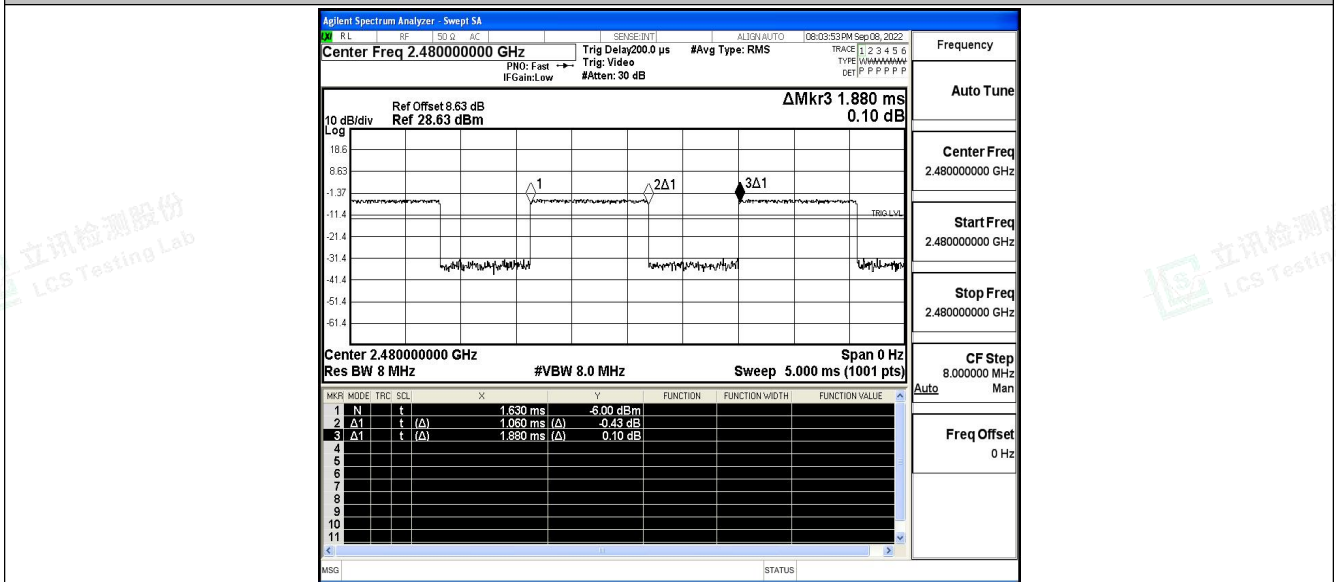 Agilent Spectrum Analyzer - Swept SA
LXI RL RF 50 Ω AC SENSE:INT ALIGN AUTO 08:03:53 PM Sep 08, 2022
Center Freq 2.480000000 GHz
PNO: Fast
IFGain:Low
Trig Delay200.0 µs
Trig: Video
#Atten: 30 dB
#Avg Type: RMS
TRACE 1 2 3 4 5 6
TYPE WWWWWW
DET P P P P P P
Ref Offset 8.63 dB
10 dB/div Ref 28.63 dBm
Log
ΔMkr3 1.880 ms
0.10 dB
18.6
8.63
-1.37
-11.4
-21.4
-31.4
-41.4
-51.4
-61.4
1
2Δ1
3Δ1
TRIG LVL
Center 2.480000000 GHz Span 0 Hz
Res BW 8 MHz #VBW 8.0 MHz Sweep 5.000 ms (1001 pts)
MKR MODE TRC SCL X Y FUNCTION FUNCTION WIDTH FUNCTION VALUE
1 N t 1.630 ms -6.00 dBm
2 Δ1 t (Δ) 1.060 ms (Δ) -0.43 dB
3 Δ1 t (Δ) 1.880 ms (Δ) 0.10 dB
4
5
6
7
8
9
10
11
MSG STATUS
Frequency
Auto Tune
Center Freq
2.480000000 GHz
Start Freq
2.480000000 GHz
Stop Freq
2.480000000 GHz
CF Step
8.000000 MHz
Auto Man
Freq Offset
0 Hz
立讯检测股份
LCS Testing Lab
LCS
立讯检测
LCS Testin